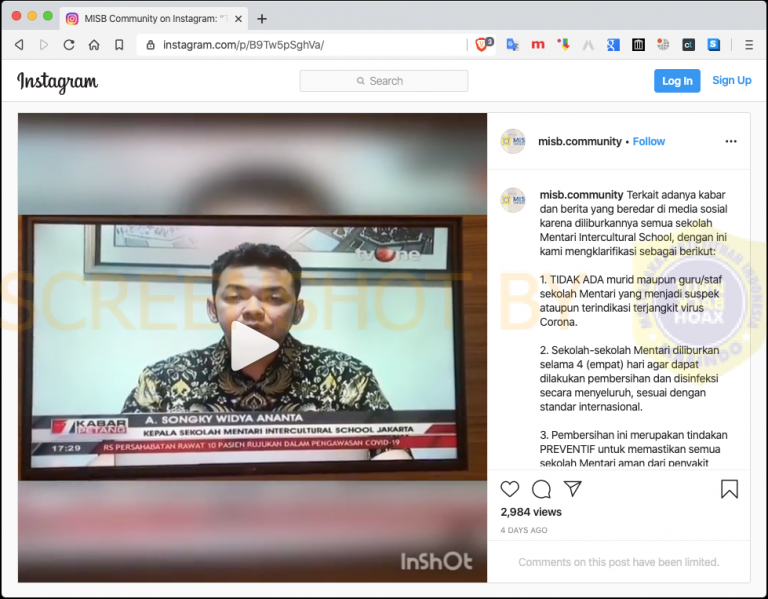 MISB Community on Instagram: "
instagram.com/p/B9Tw5pSghVa/
3
Instagram
Search
Log In
Sign Up
misb.community • Follow
misb.community Terkait adanya kabar
dan berita yang beredar di media sosial
karena diliburkannya semua sekolah
Mentari Intercultural School, dengan ini
kami mengklarifikasi sebagai berikut:
1. TIDAK ADA murid maupun guru/staf
sekolah Mentari yang menjadi suspek
ataupun terindikasi terjangkit virus
Corona.
2. Sekolah-sekolah Mentari diliburkan
selama 4 (empat) hari agar dapat
dilakukan pembersihan dan disinfeksi
secara menyeluruh, sesuai dengan
standar internasional.
3. Pembersihan ini merupakan tindakan
PREVENTIF untuk memastikan semua
sekolah Mentari aman dari penyakit
2,984 views
4 DAYS AGO
Comments on this post have been limited.
tvOne
A. SONGKY WIDYA ANANTA
KABAR
PETANG
KEPALA SEKOLAH MENTARI INTERCULTURAL SCHOOL JAKARTA
17:29
RS PERSAHABATAN RAWAT 10 PASIEN RUJUKAN DALAM PENGAWASAN COVID-19
InShOt
SCREENSHOT BY
HOAX